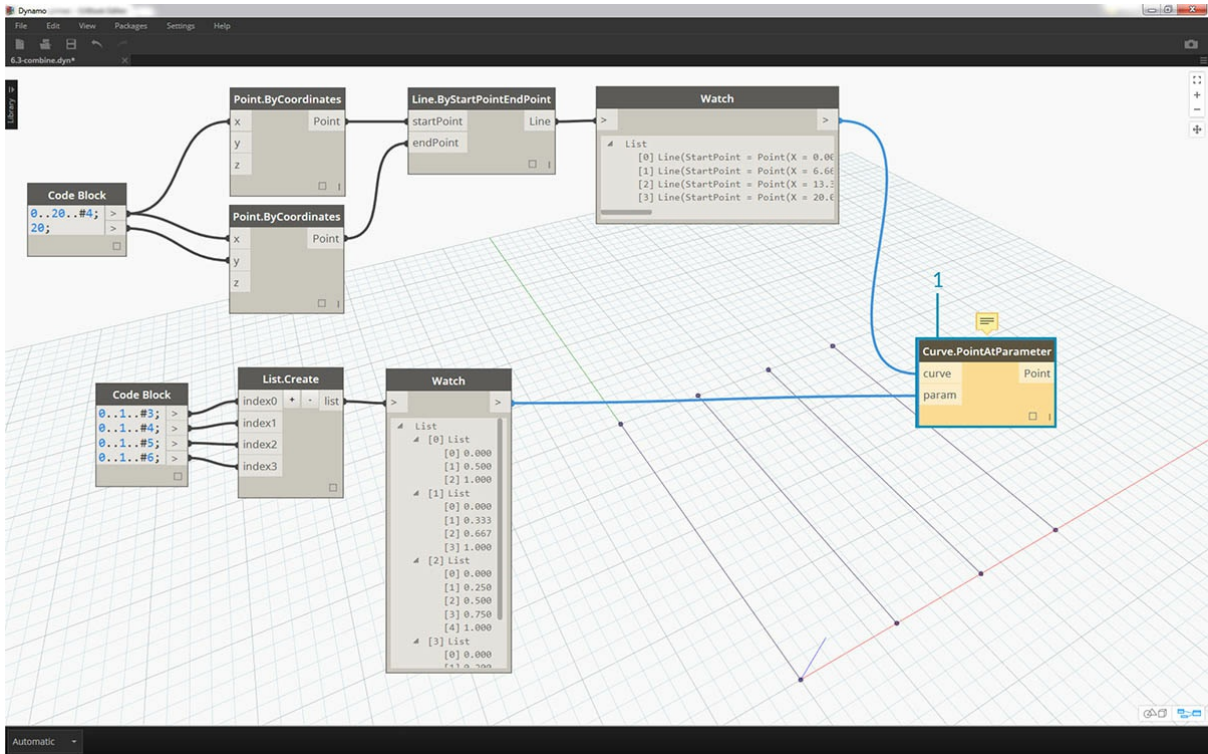 Dynamo
File Edit View Packages Settings Help
6.3-combine.dyn*
Library
Point.ByCoordinates
x Point
y
z
Line.ByStartPointEndPoint
startPoint Line
endPoint
Watch
> >
List
[0] Line(StartPoint = Point(X = 0.00
[1] Line(StartPoint = Point(X = 6.66
[2] Line(StartPoint = Point(X = 13.3
[3] Line(StartPoint = Point(X = 20.0
Code Block
0..20..#4; >
20; >
Point.ByCoordinates
x Point
y
z
1
Curve.PointAtParameter
curve Point
param
Code Block
0..1..#3; >
0..1..#4; >
0..1..#5; >
0..1..#6; >
List.Create
index0 + - list
index1
index2
index3
Watch
> >
List
[0] List
[0] 0.000
[1] 0.500
[2] 1.000
[1] List
[0] 0.000
[1] 0.333
[2] 0.667
[3] 1.000
[2] List
[0] 0.000
[1] 0.250
[2] 0.500
[3] 0.750
[4] 1.000
[3] List
[0] 0.000
[1] 0.200
Automatic